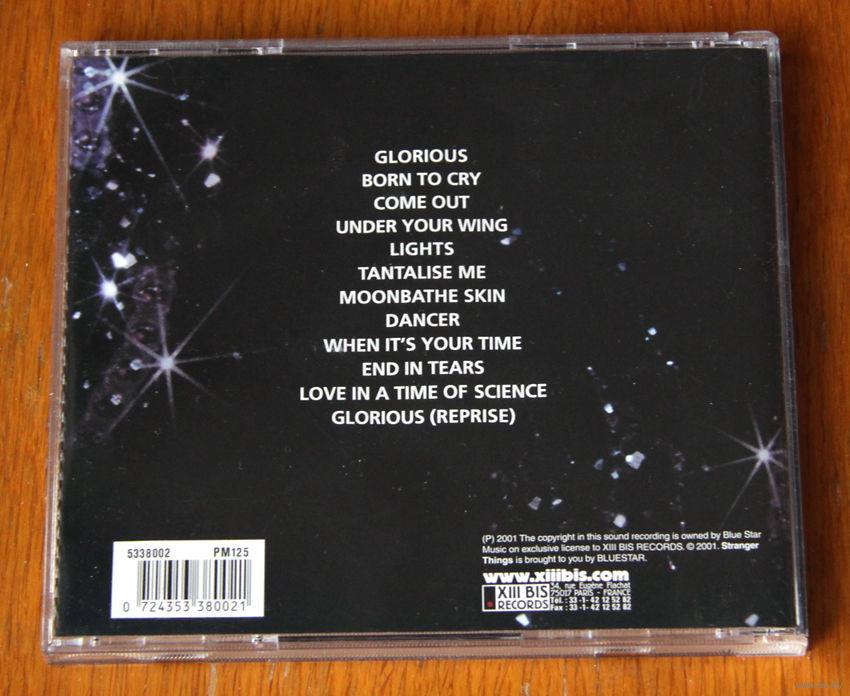 GLORIOUS
BORN TO CRY
COME OUT
UNDER YOUR WING
LIGHTS
TANTALISE ME
MOONBATHE SKIN
DANCER
WHEN IT'S YOUR TIME
END IN TEARS
LOVE IN A TIME OF SCIENCE
GLORIOUS (REPRISE)
5338002 PM125
0 724353 380021
(P) 2001 The copyright in this sound recording is owned by Blue Star
Music on exclusive license to XIII BIS RECORDS. © 2001. Stranger
Things is brought to you by BLUESTAR.
www.xiiibis.com
XIII BIS
RECORDS
34, rue Eugène Flachat
75017 PARIS - FRANCE
Tél. : 33 -1- 42 12 52 82
Fax : 33 -1- 42 12 52 82